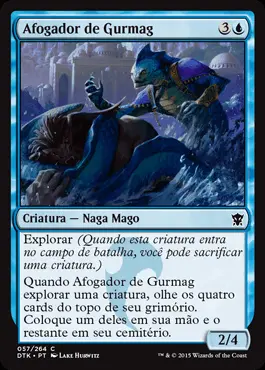 Afogador de Gurmag 3
Criatura — Naga Mago
Explorar (Quando esta criatura entra
no campo de batalha, você pode sacrificar
uma criatura.)
Quando Afogador de Gurmag
explorar uma criatura, olhe os quatro
cards do topo de seu grimório.
Coloque um deles em sua mão e o
restante em seu cemitério.
2/4
057/264 C
DTK • PT Lake Hurwitz
™ & © 2015 Wizards of the Coast